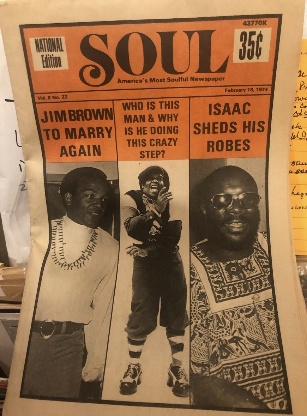 43770K
NATIONAL
Edition
SOUL
35¢
America's Most Soulful Newspaper
February 18, 1974
JIM BROWN
TO MARRY
AGAIN
WHO IS THIS
MAN & WHY
IS HE DOING
THIS CRAZY
STEP?
ISAAC
SHEDS HIS
ROBES